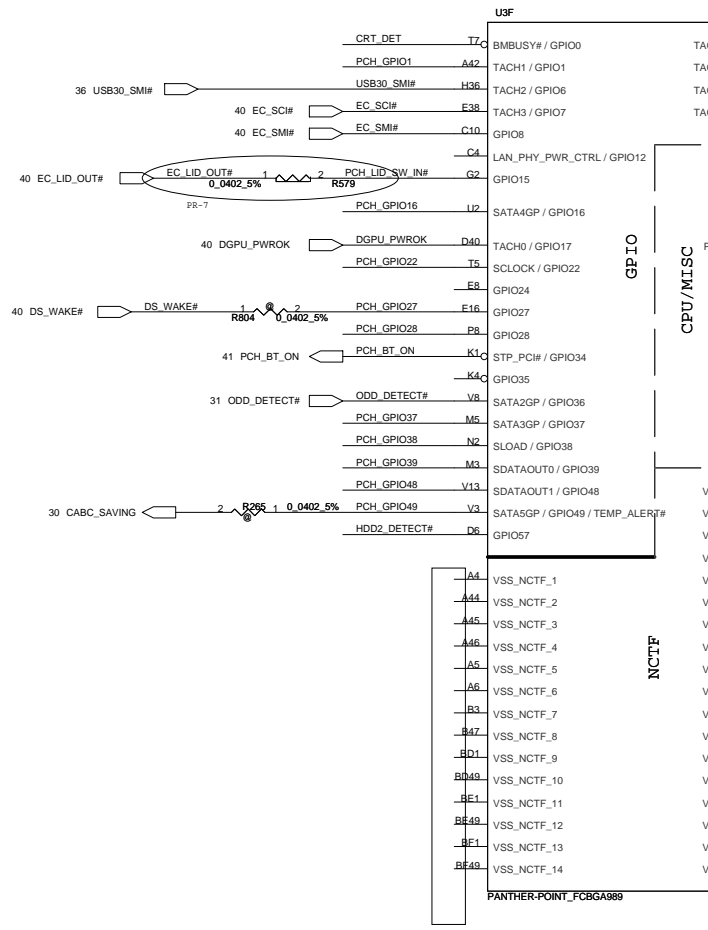 U3F
CRT_DET T7 BMBUSY# / GPIO0 TA
PCH_GPIO1 A42 TACH1 / GPIO1 TA
36 USB30_SMI# USB30_SMI# H36 TACH2 / GPIO6 TA
40 EC_SCI# EC_SCI# E38 TACH3 / GPIO7 TA
40 EC_SMI# EC_SMI# C10 GPIO8
C4 LAN_PHY_PWR_CTRL / GPIO12
40 EC_LID_OUT# EC_LID_OUT# 1 2 PCH_LID_SW_IN# G2 GPIO15
0_0402_5% R579
PR-7
PCH_GPIO16 U2 SATA4GP / GPIO16
40 DGPU_PWROK DGPU_PWROK D40 TACH0 / GPIO17
PCH_GPIO22 T5 SCLOCK / GPIO22
E8 GPIO24
40 DS_WAKE# DS_WAKE# 1 @ 2 PCH_GPIO27 E16 GPIO27
R804 0_0402_5%
PCH_GPIO28 P8 GPIO28
41 PCH_BT_ON PCH_BT_ON K1 STP_PCI# / GPIO34
K4 GPIO35
31 ODD_DETECT# ODD_DETECT# V8 SATA2GP / GPIO36
PCH_GPIO37 M5 SATA3GP / GPIO37
PCH_GPIO38 N2 SLOAD / GPIO38
PCH_GPIO39 M3 SDATAOUT0 / GPIO39
PCH_GPIO48 V13 SDATAOUT1 / GPIO48
30 CABC_SAVING 2 R265 1 0_0402_5% PCH_GPIO49 V3 SATA5GP / GPIO49 / TEMP_ALERT#
@
HDD2_DETECT# D6 GPIO57
GPIO
CPU/MISC
A4 VSS_NCTF_1
A44 VSS_NCTF_2
A45 VSS_NCTF_3
A46 VSS_NCTF_4
A5 VSS_NCTF_5
A6 VSS_NCTF_6
B3 VSS_NCTF_7
B47 VSS_NCTF_8
BD1 VSS_NCTF_9
BD49 VSS_NCTF_10
BE1 VSS_NCTF_11
BE49 VSS_NCTF_12
BF1 VSS_NCTF_13
BF49 VSS_NCTF_14
NCTF
PANTHER-POINT_FCBGA989